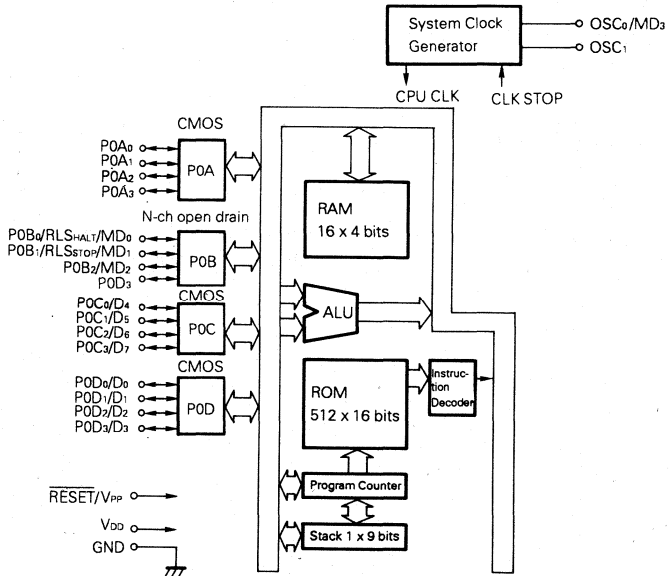 System Clock
Generator
OSC₀/MD₃
OSC₁
CPU CLK
CLK STOP
CMOS
P0A₀
P0A₁
P0A₂
P0A₃
P0A
N-ch open drain
P0B₀/RLSHALT/MD₀
P0B₁/RLSSTOP/MD₁
P0B₂/MD₂
P0D₃
P0B
CMOS
P0C₀/D₄
P0C₁/D₅
P0C₂/D₆
P0C₃/D₇
P0C
CMOS
P0D₀/D₀
P0D₁/D₁
P0D₂/D₂
P0D₃/D₃
P0D
RAM
16 x 4 bits
ALU
ROM
512 x 16 bits
Instruc-
tion
Decoder
Program Counter
Stack 1 x 9 bits
RESET/VPP
VDD
GND